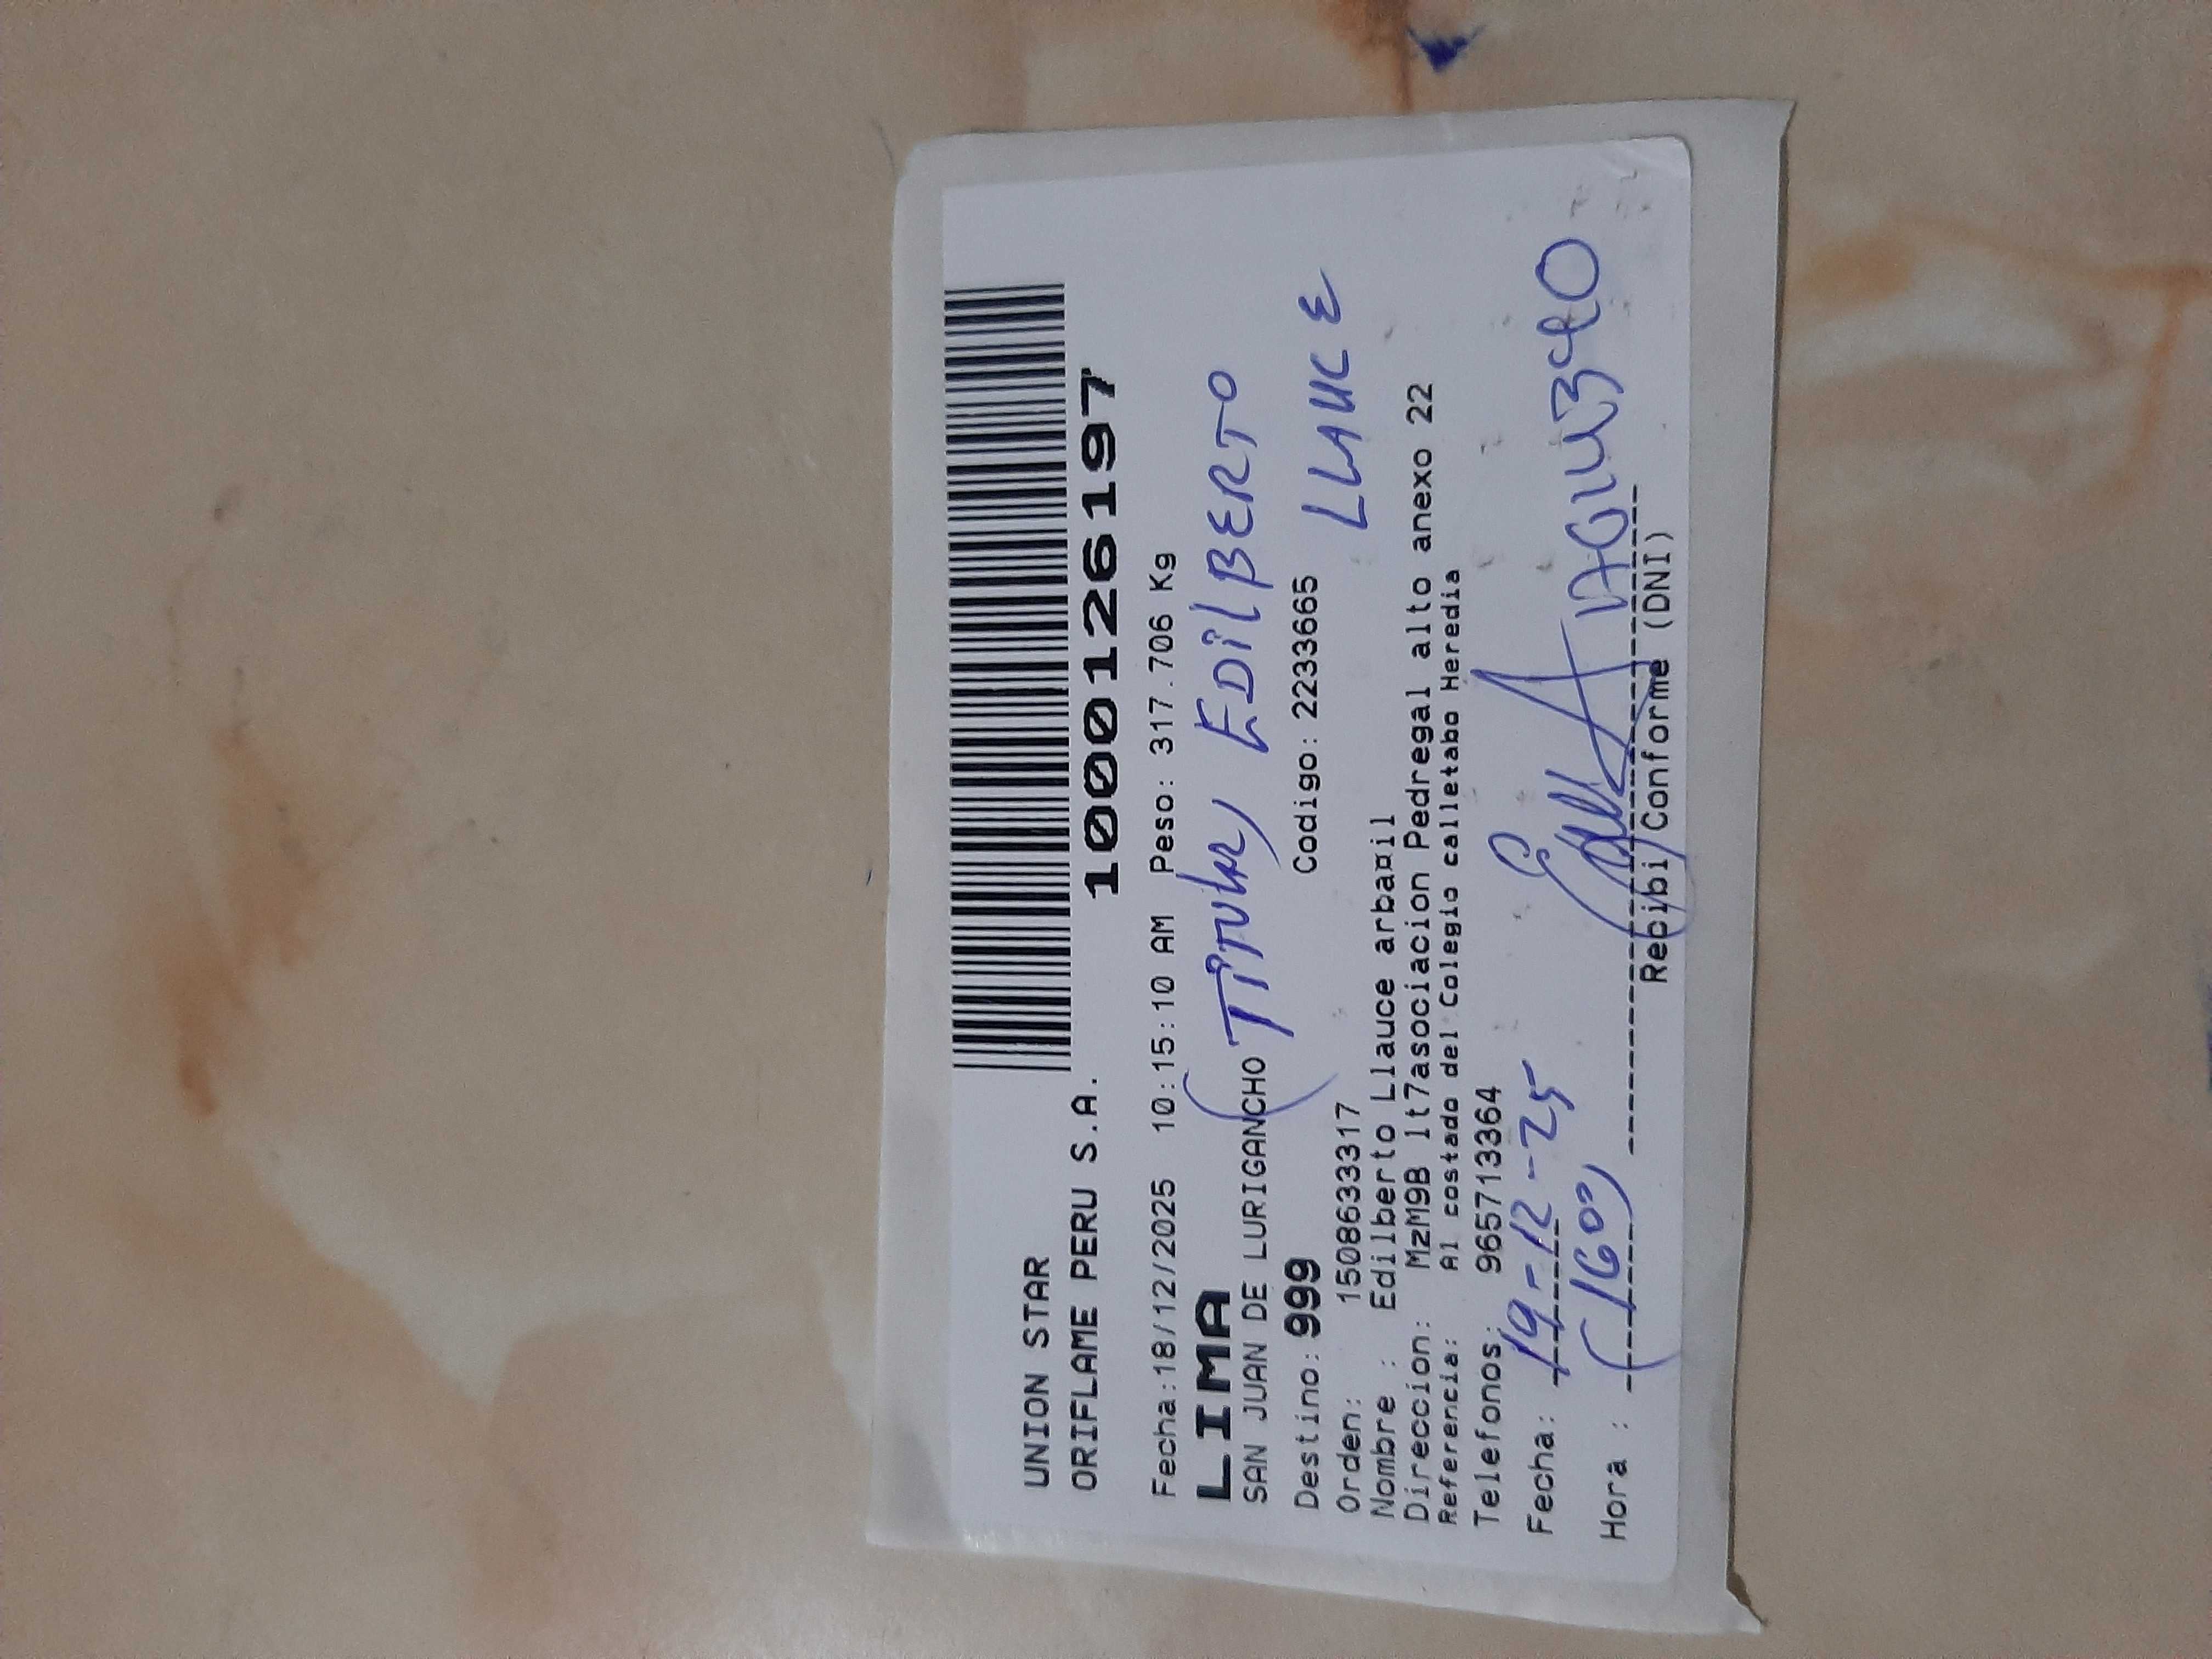 UNION STAR
ORIFLAME PERU S.A.
1000126197
Fecha:18/12/2025 10:15:10 AM Peso: 317.706 Kg
LIMA
SAN JUAN DE LURIGANCHO (Titular) EDilBERTO
Destino: 999 Codigo: 2233665 LLAUCE
Orden: 1508633317
Nombre : Edilberto Llauce arba¤il
Direccion: MzM9B lt7asociacion Pedregal alto anexo 22
Referencia: Al costado del Colegio calletabo Heredia
Telefonos: 965713364
Fecha: 19-12-25
Hora : (1600)
Recibi Conforme (DNI)